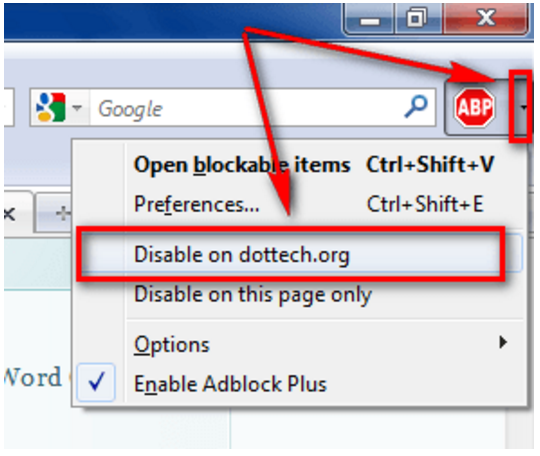 Google
ABP
Open blockable items Ctrl+Shift+V
Preferences... Ctrl+Shift+E
Disable on dottech.org
Disable on this page only
Options
Word
Enable Adblock Plus